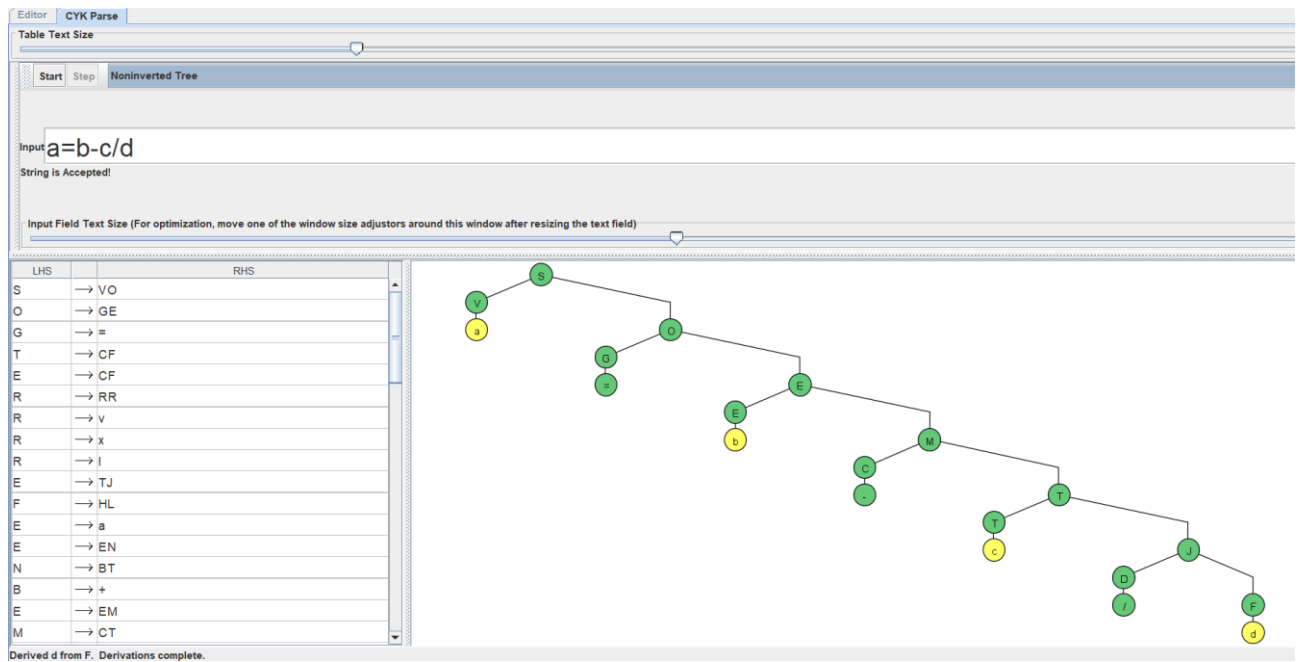 Editor CYK Parse
Table Text Size
Start Step Noninverted Tree
Input a=b-c/d
String is Accepted!
Input Field Text Size (For optimization, move one of the window size adjustors around this window after resizing the text field)
LHS RHS
S → VO
O → GE
G → =
T → CF
E → CF
R → RR
R → v
R → x
R → I
E → TJ
F → HL
E → a
E → EN
N → BT
B → +
E → EM
M → CT
S
V
a
O
G
=
E
E
b
M
C
-
T
T
c
J
D
/
F
d
Derived d from F. Derivations complete.